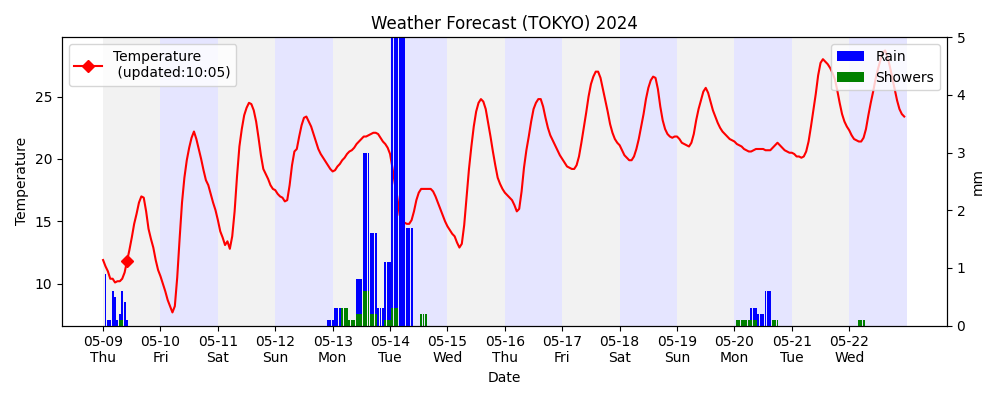 Weather Forecast (TOKYO) 2024
Temperature
(updated:10:05)
Rain
Showers
Temperature
25
20
15
10
5
4
3
2
1
0
mm
05-09 05-10 05-11 05-12 05-13 05-14 05-15 05-16 05-17 05-18 05-19 05-20 05-21 05-22
Thu Fri Sat Sun Mon Tue Wed Thu Fri Sat Sun Mon Tue Wed
Date